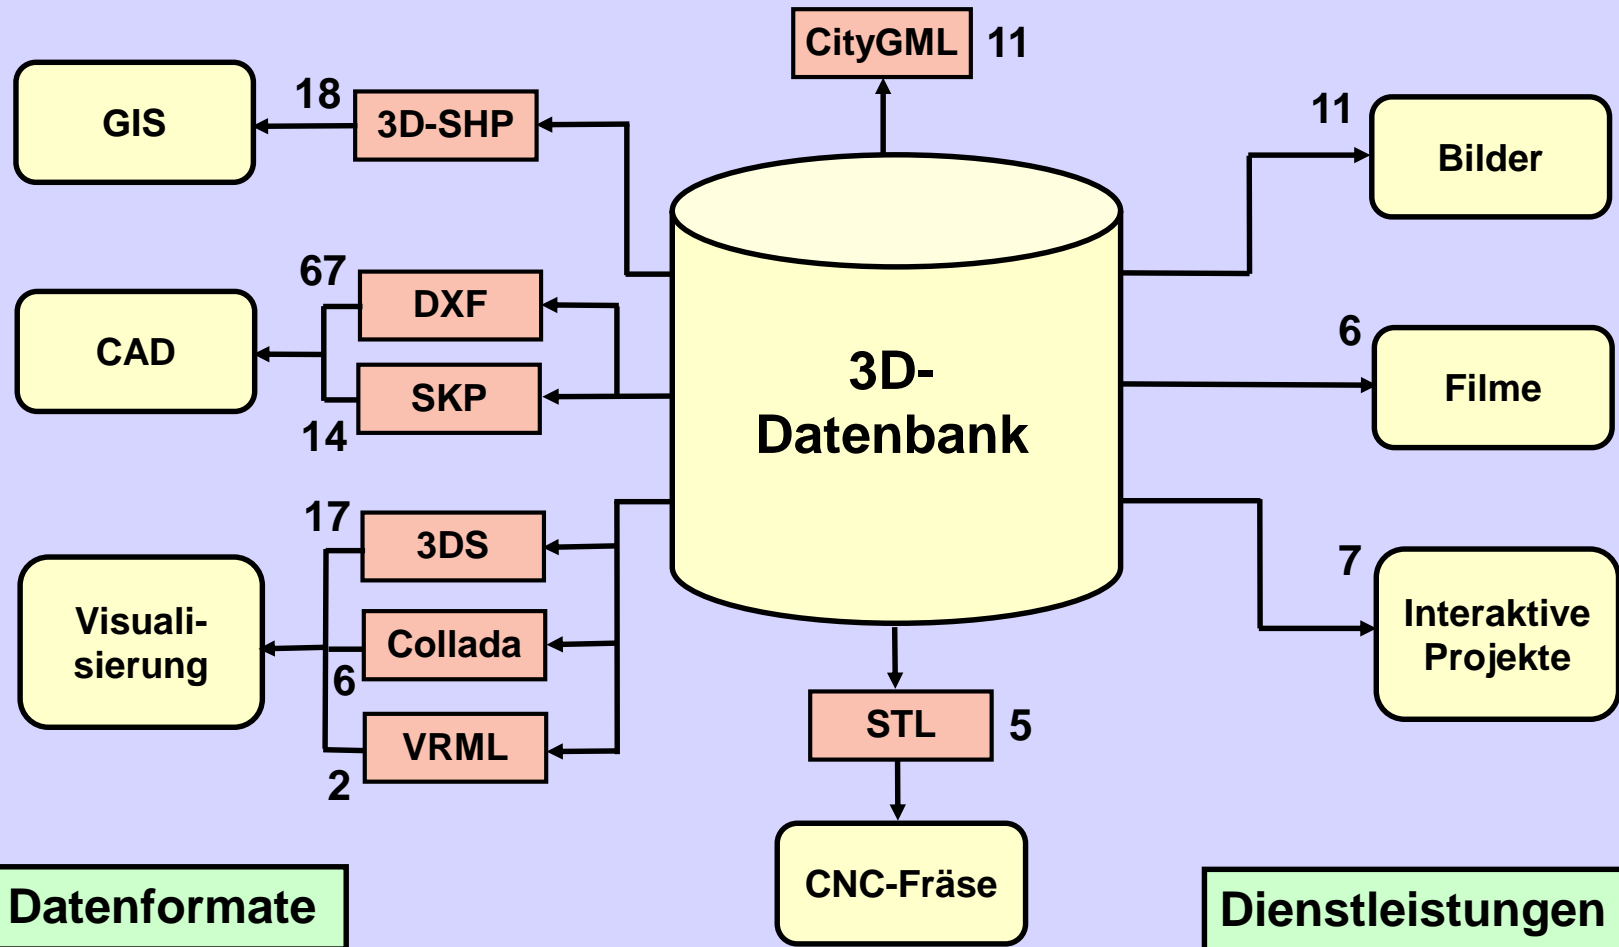 CityGML
11
18
3D-SHP
GIS
11
Bilder
67
DXF
CAD
SKP
14
3D-
Datenbank
6
Filme
17
3DS
Visuali-
sierung
Collada
6
VRML
2
7
Interaktive
Projekte
STL
5
CNC-Fräse
Datenformate
Dienstleistungen